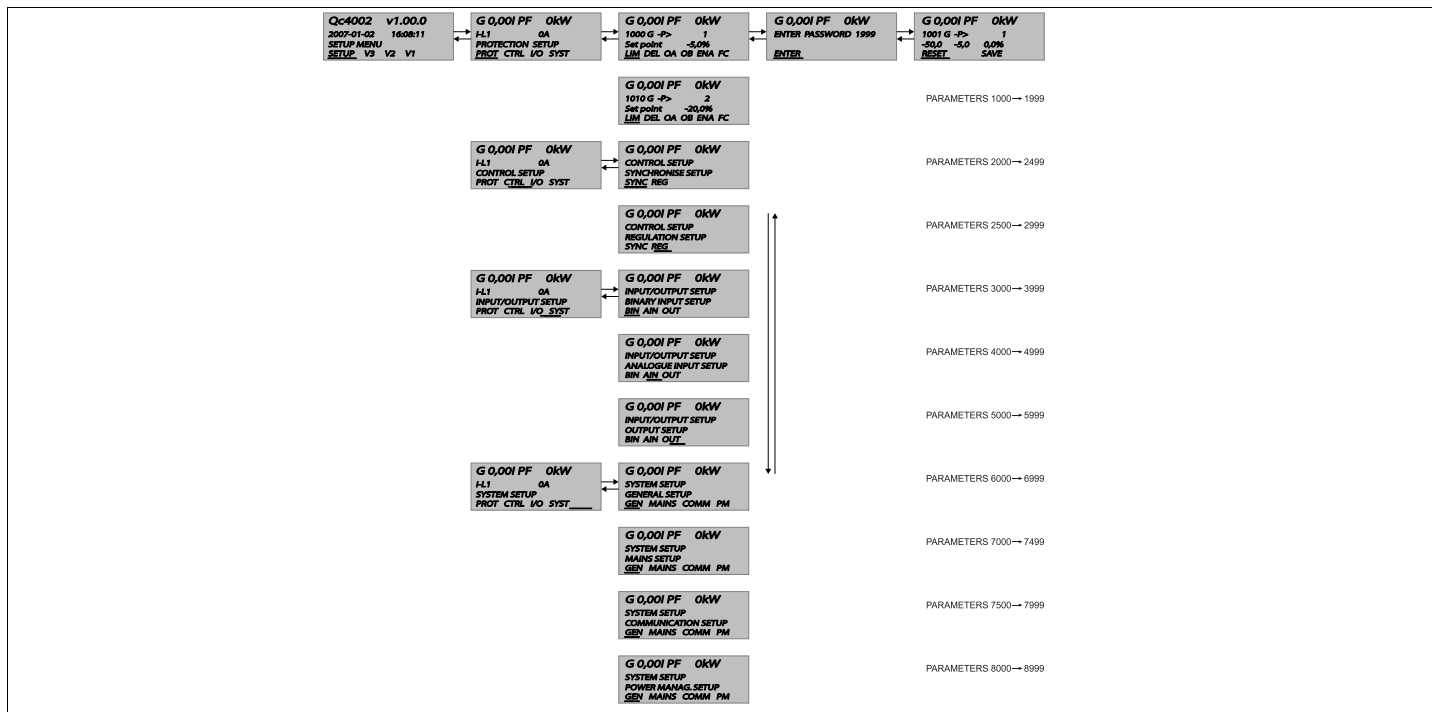 Qc4002 v1.00.0
2007-01-02 16:08:11
SETUP MENU
SETUP V3 V2 V1
G 0,00I PF 0kW
I-L1 0A
PROTECTION SETUP
PROT CTRL I/O SYST
G 0,00I PF 0kW
1000 G -P> 1
Set point -5,0%
LIM DEL OA OB ENA FC
G 0,00I PF 0kW
ENTER PASSWORD 1999
ENTER
G 0,00I PF 0kW
1001 G -P> 1
-50,0 -5,0 0,0%
RESET SAVE
G 0,00I PF 0kW
1010 G -P> 2
Set point -20,0%
LIM DEL OA OB ENA FC
PARAMETERS 1000→1999
G 0,00I PF 0kW
I-L1 0A
CONTROL SETUP
PROT CTRL I/O SYST
G 0,00I PF 0kW
CONTROL SETUP
SYNCHRONISE SETUP
SYNC REG
PARAMETERS 2000→2499
G 0,00I PF 0kW
CONTROL SETUP
REGULATION SETUP
SYNC REG
PARAMETERS 2500→2999
G 0,00I PF 0kW
I-L1 0A
INPUT/OUTPUT SETUP
PROT CTRL I/O SYST
G 0,00I PF 0kW
INPUT/OUTPUT SETUP
BINARY INPUT SETUP
BIN AIN OUT
PARAMETERS 3000→3999
G 0,00I PF 0kW
INPUT/OUTPUT SETUP
ANALOGUE INPUT SETUP
BIN AIN OUT
PARAMETERS 4000→4999
G 0,00I PF 0kW
INPUT/OUTPUT SETUP
OUTPUT SETUP
BIN AIN OUT
PARAMETERS 5000→5999
G 0,00I PF 0kW
I-L1 0A
SYSTEM SETUP
PROT CTRL I/O SYST
G 0,00I PF 0kW
SYSTEM SETUP
GENERAL SETUP
GEN MAINS COMM PM
PARAMETERS 6000→6999
G 0,00I PF 0kW
SYSTEM SETUP
MAINS SETUP
GEN MAINS COMM PM
PARAMETERS 7000→7499
G 0,00I PF 0kW
SYSTEM SETUP
COMMUNICATION SETUP
GEN MAINS COMM PM
PARAMETERS 7500→7999
G 0,00I PF 0kW
SYSTEM SETUP
POWER MANAG. SETUP
GEN MAINS COMM PM
PARAMETERS 8000→8999